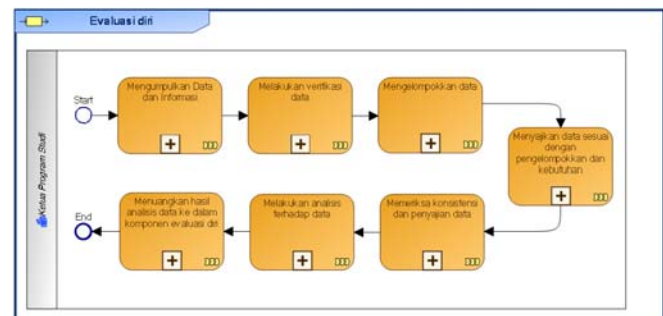 Evaluasi diri
Ketua Program Studi
Start
Mengumpulkan Data
dan Informasi
Melakukan verifikasi
data
Mengelompokkan data
Menyajikan data sesuai
dengan
pengelompokkan dan
kebutuhan
Memeriksa konsistensi
dan penyajian data
Melakukan analisis
terhadap data
Menuangkan hasil
analisis data ke dalam
komponen evaluasi diri
End